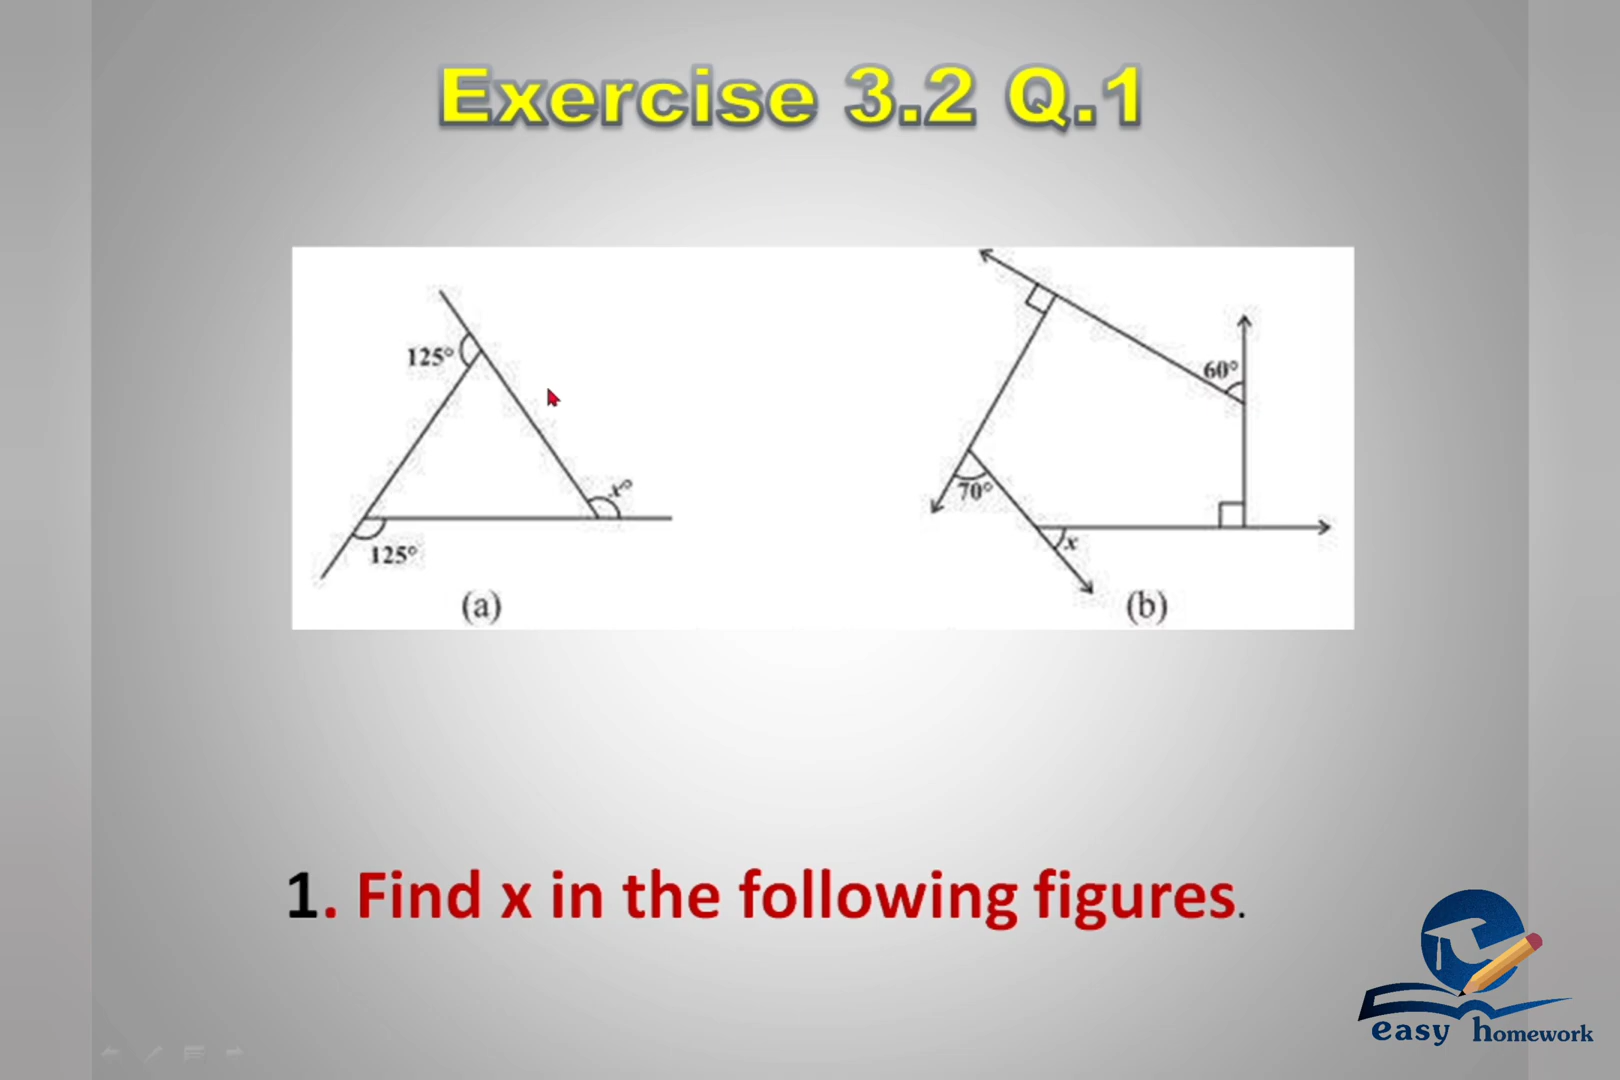 Exercise 3.2 Q.1
125°
x°
125°
(a)
60°
70°
x
(b)
1. Find x in the following figures.
easy homework